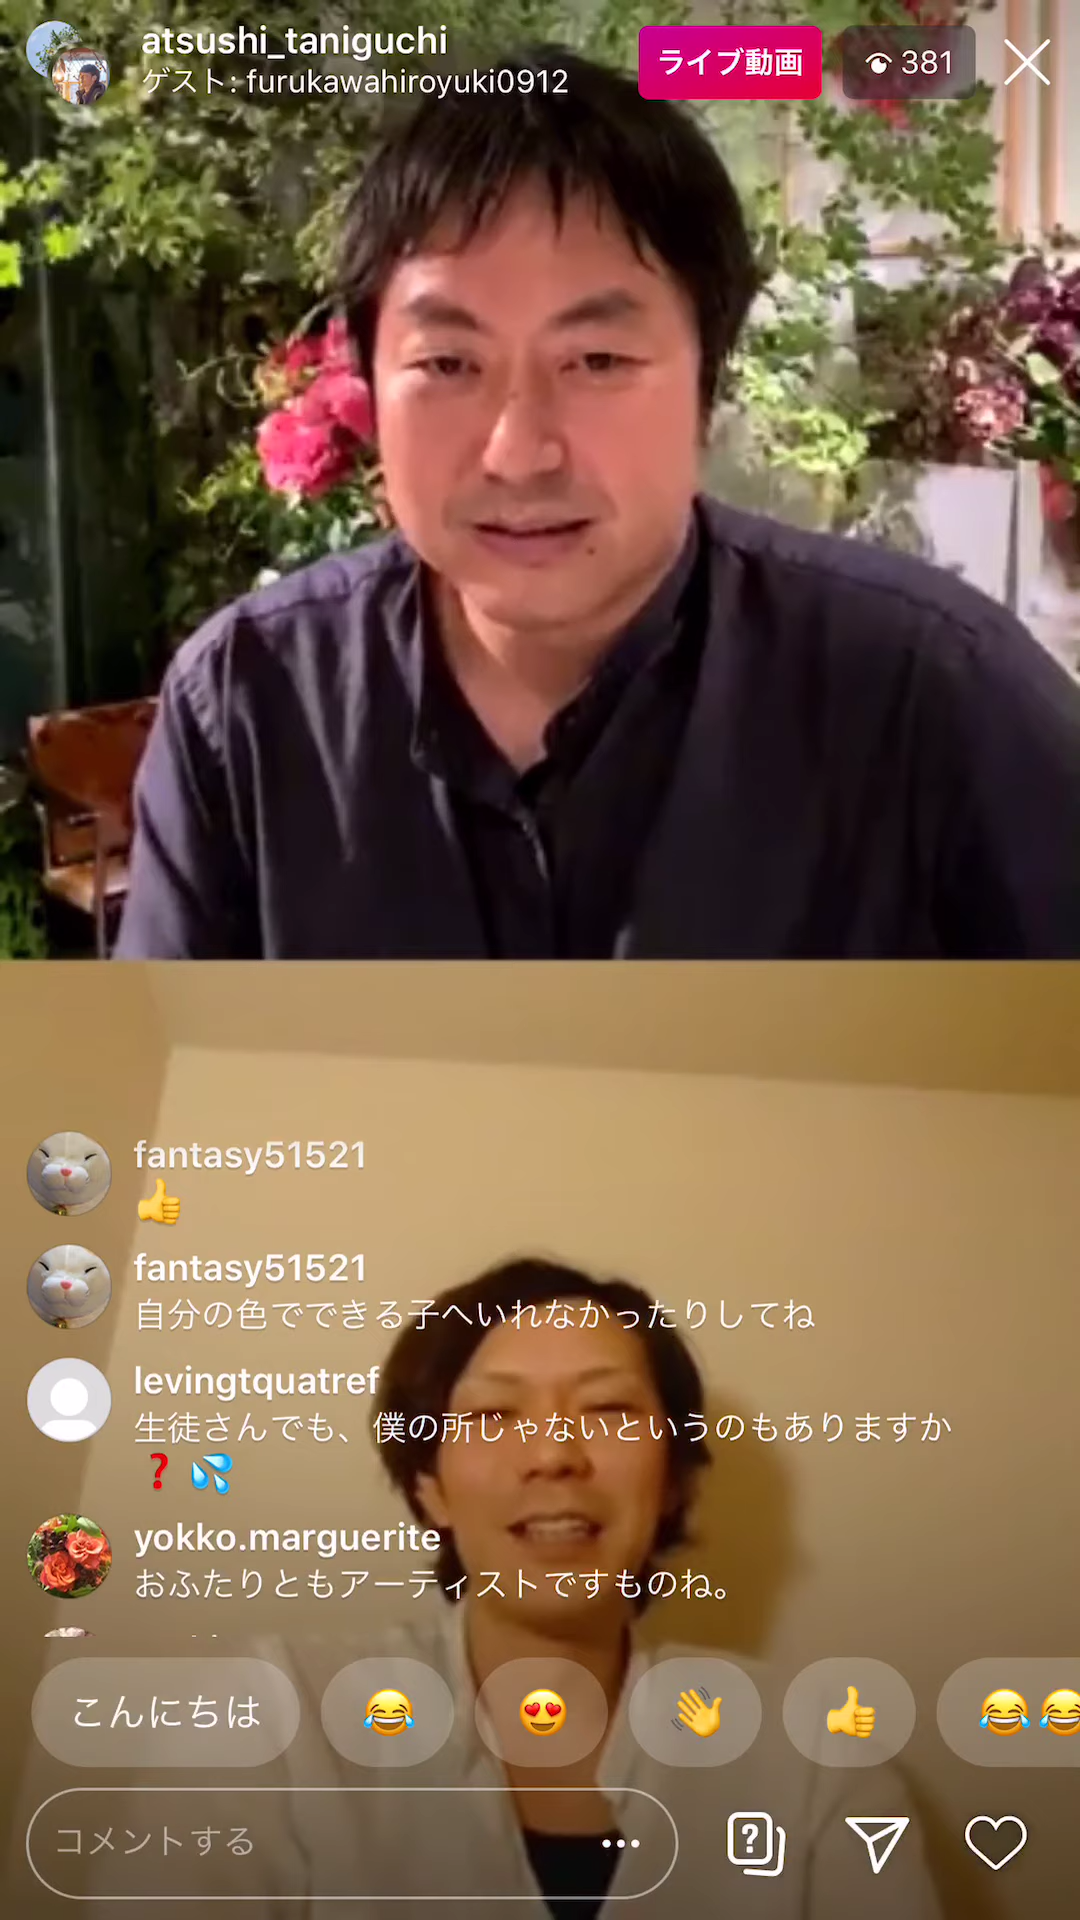 atsushi_taniguchi
ゲスト: furukawahiroyuki0912
ライブ動画
381
fantasy51521
👍
fantasy51521
自分の色でできる子へいれなかったりしてね
levingtquatref
生徒さんでも、僕の所じゃないというのもありますか
❓💦
yokko.marguerite
おふたりともアーティストですものね。
こんにちは
😂
😍
👋
👍
😂😂
コメントする